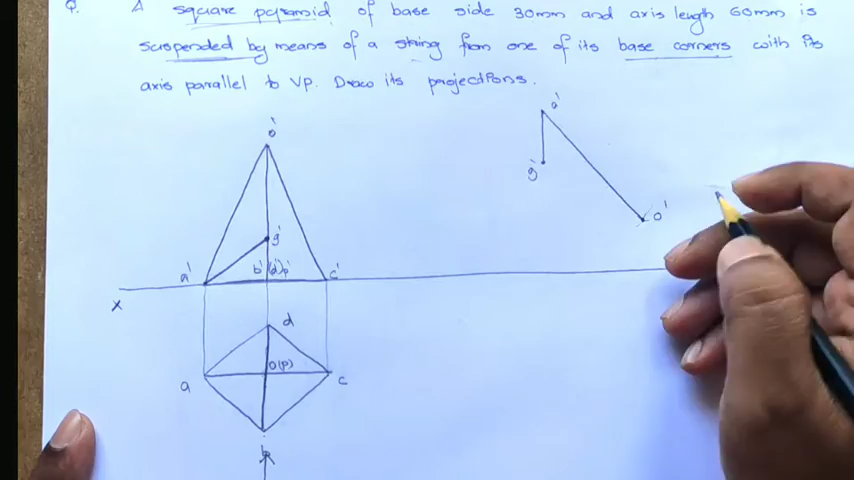 Q. A square pyramid of base side 30mm and axis length 60mm is
suspended by means of a string from one of its base corners with its
axis parallel to VP. Draw its projections.
o'
a'
g'
g'
o'
a'
b'(d')p'
c'
X
d
o(p)
a
c
b